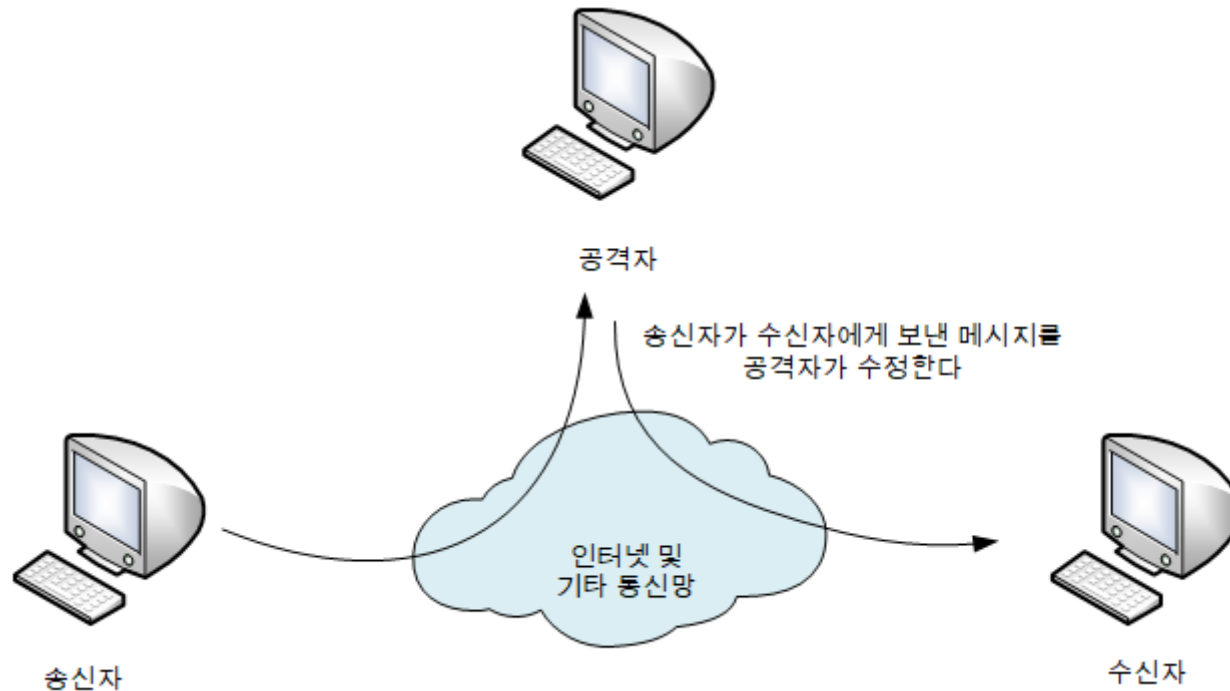 공격자
송신자가 수신자에게 보낸 메시지를
공격자가 수정한다
인터넷 및
기타 통신망
송신자
수신자